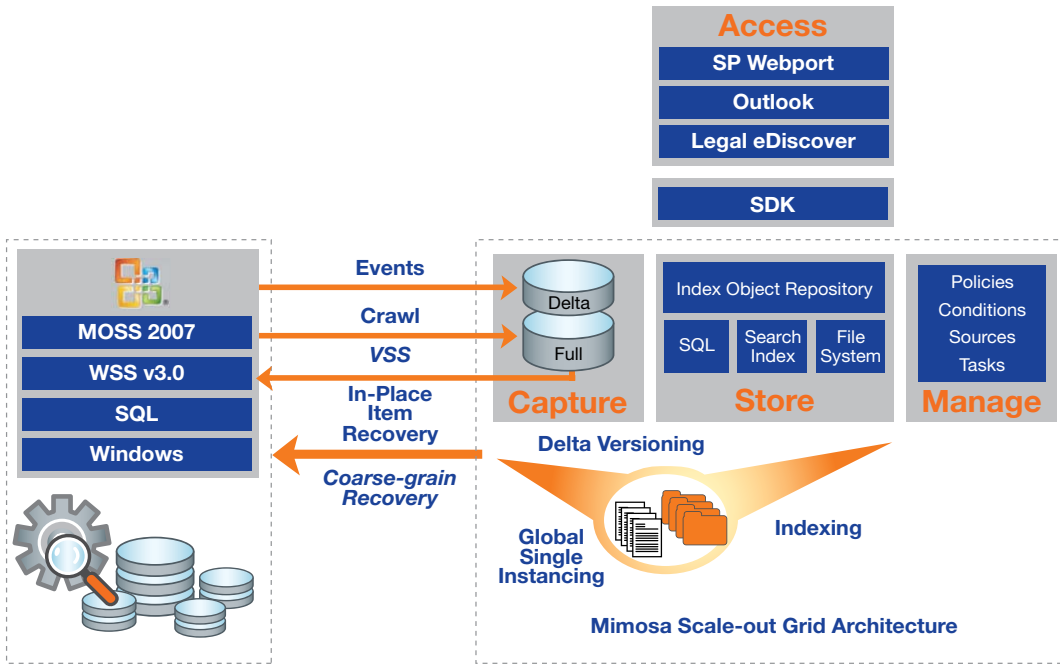 Access
SP Webport
Outlook
Legal eDiscover
SDK
MOSS 2007
WSS v3.0
SQL
Windows
Events
Crawl
VSS
In-Place
Item
Recovery
Coarse-grain
Recovery
Delta
Full
Capture
Index Object Repository
SQL
Search
Index
File
System
Store
Policies
Conditions
Sources
Tasks
Manage
Delta Versioning
Global
Single
Instancing
Indexing
Mimosa Scale-out Grid Architecture